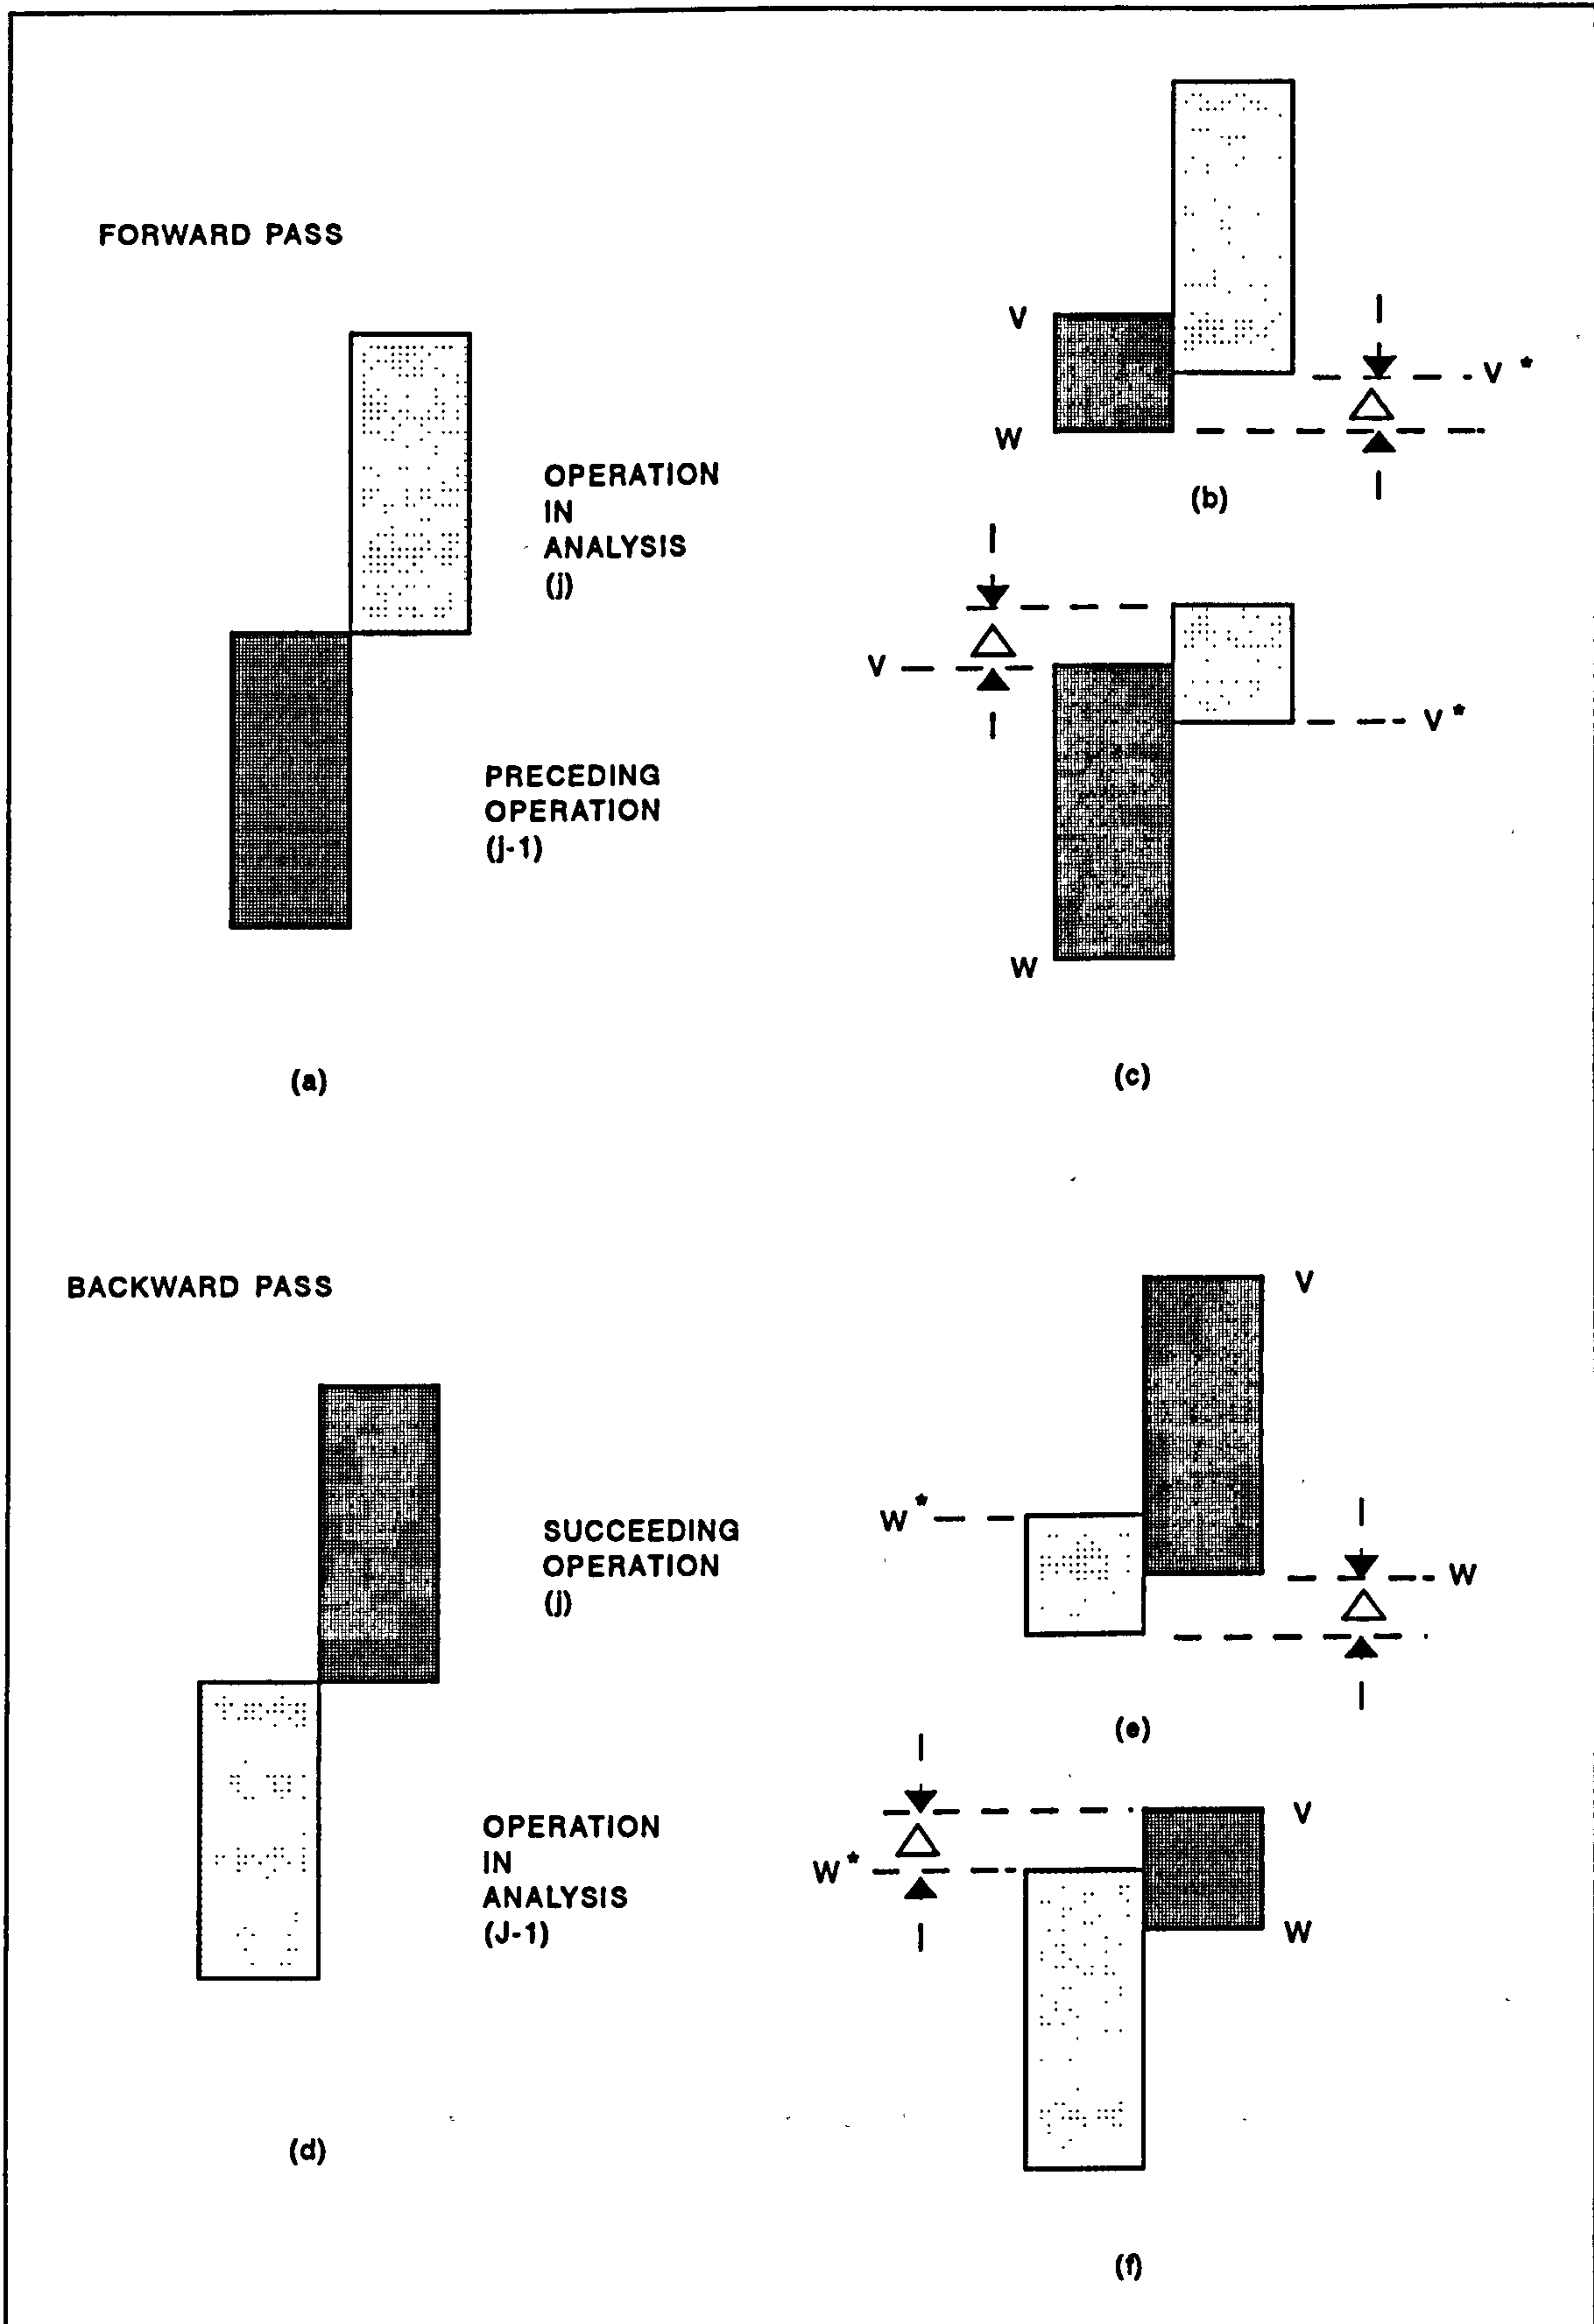 FORWARD PASS
OPERATION
IN
ANALYSIS
(j)
PRECEDING
OPERATION
(j-1)
(a)
V
V*
W
(b)
V
V*
W
(c)
BACKWARD PASS
SUCCEEDING
OPERATION
(j)
OPERATION
IN
ANALYSIS
(J-1)
(d)
V
W*
W
(e)
V
W*
W
(f)